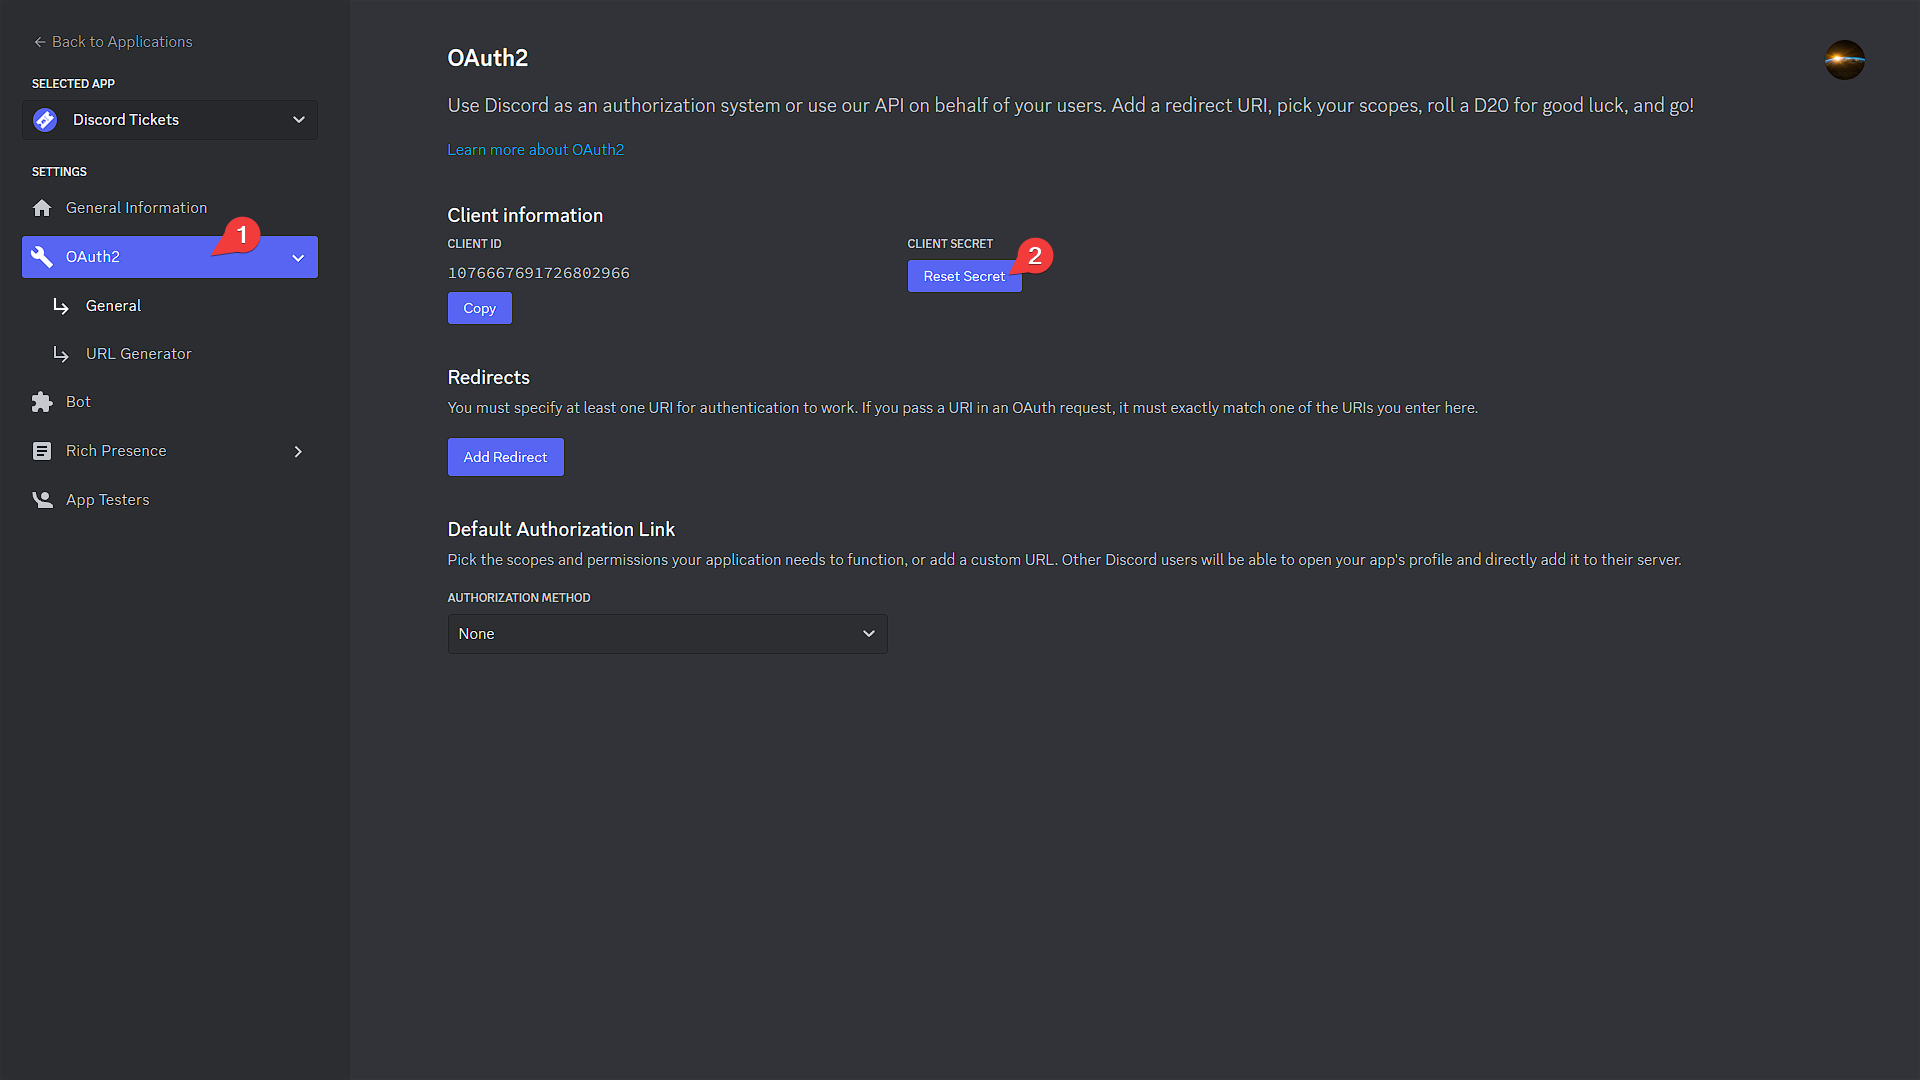 Back to Applications
SELECTED APP
Discord Tickets
SETTINGS
General Information
1
OAuth2
General
URL Generator
Bot
Rich Presence
App Testers
OAuth2
Use Discord as an authorization system or use our API on behalf of your users. Add a redirect URI, pick your scopes, roll a D20 for good luck, and go!
Learn more about OAuth2
Client information
CLIENT ID
1076667691726802966
Copy
CLIENT SECRET
2
Reset Secret
Redirects
You must specify at least one URI for authentication to work. If you pass a URI in an OAuth request, it must exactly match one of the URIs you enter here.
Add Redirect
Default Authorization Link
Pick the scopes and permissions your application needs to function, or add a custom URL. Other Discord users will be able to open your app's profile and directly add it to their server.
AUTHORIZATION METHOD
None